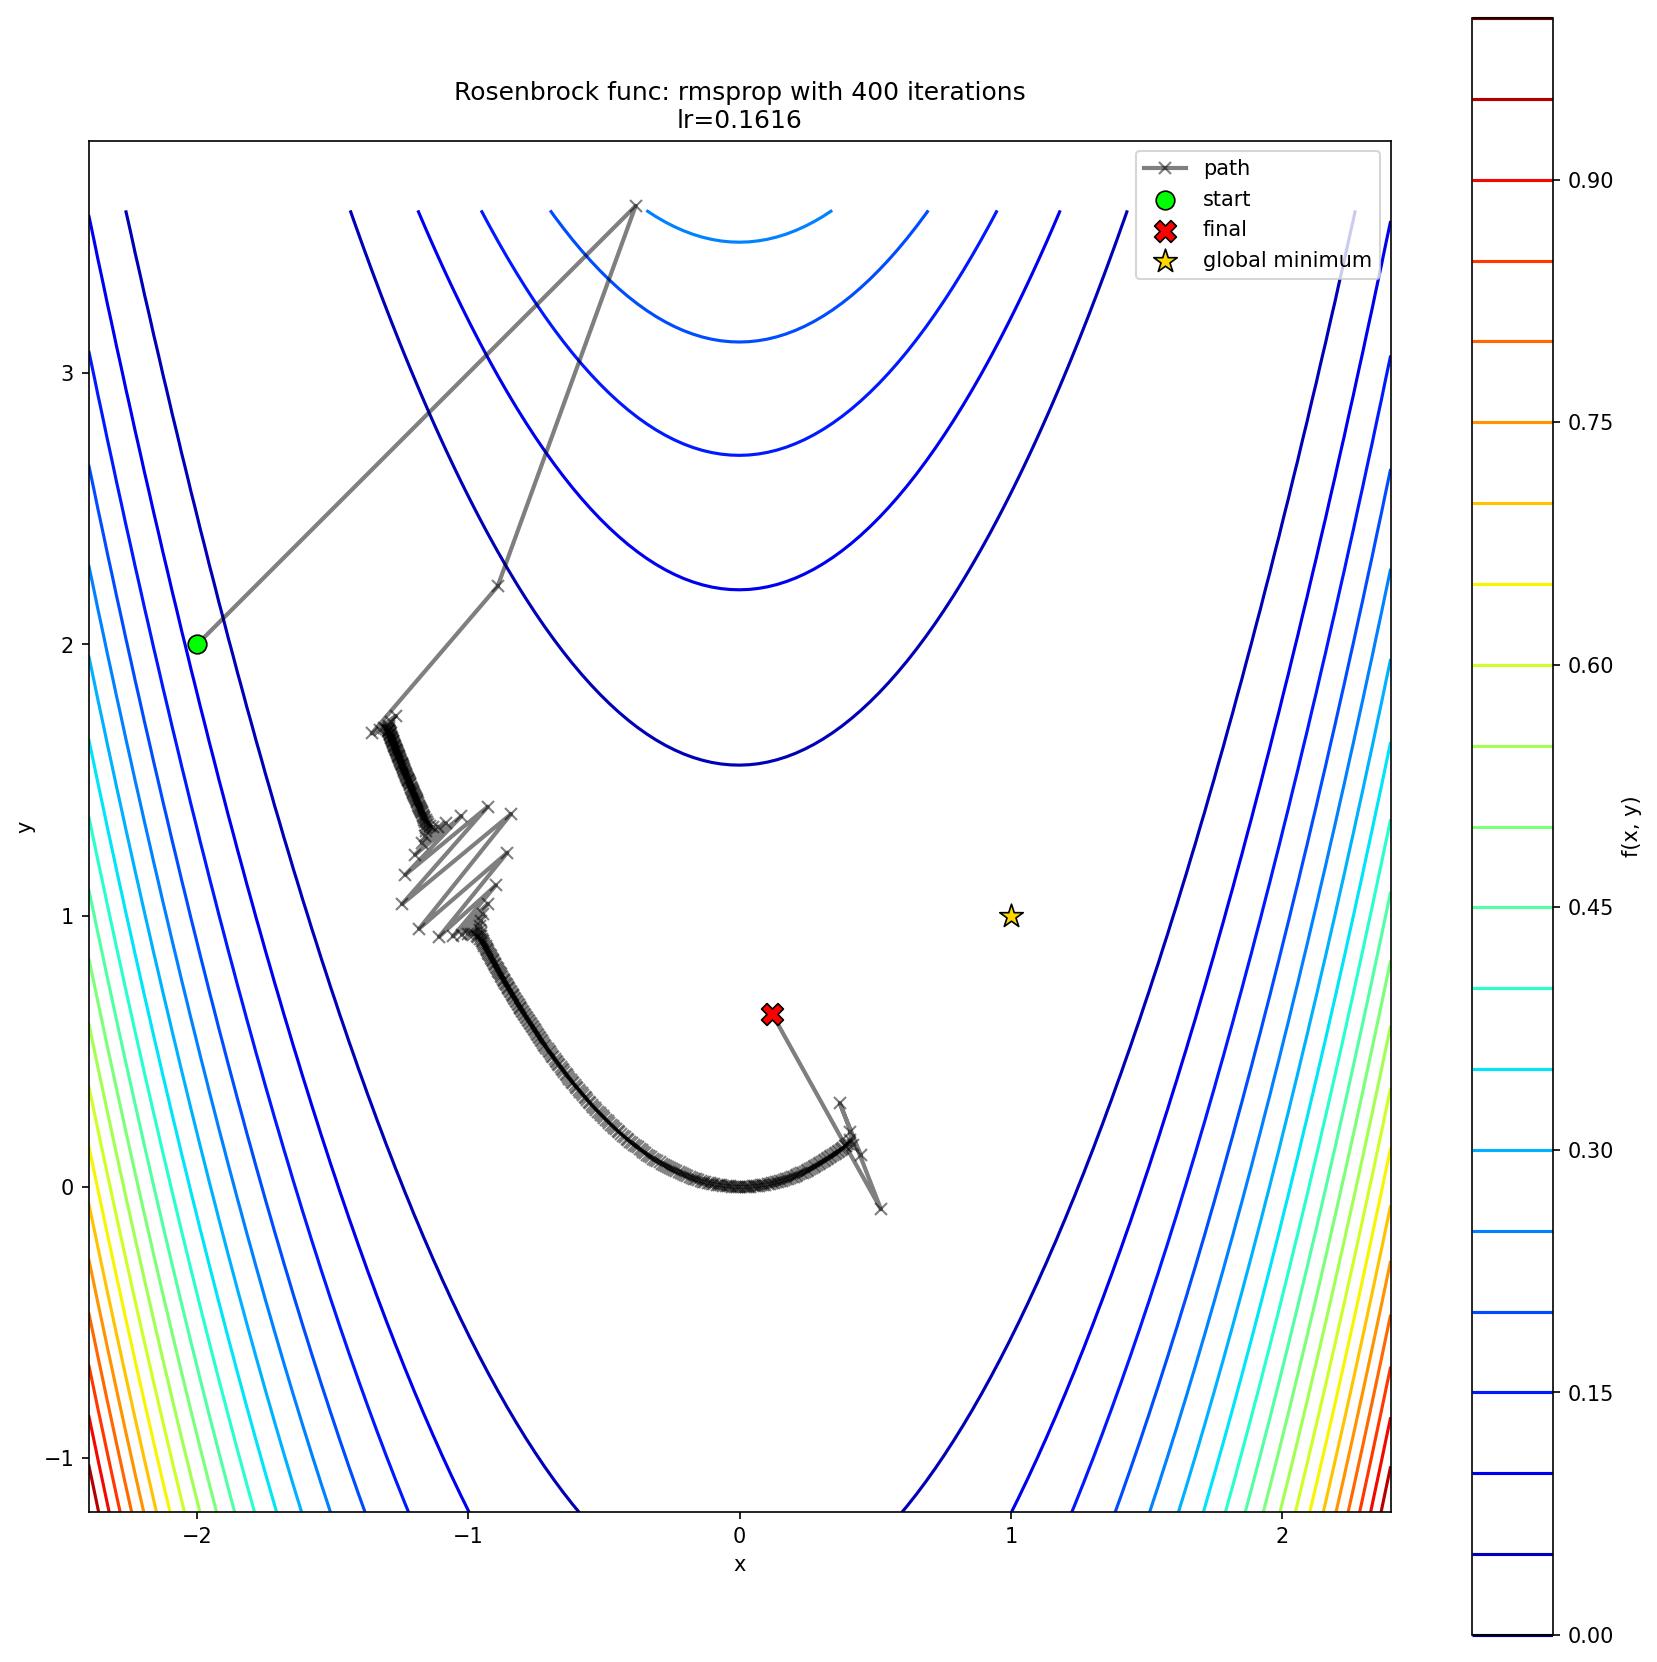 Rosenbrock func: rmsprop with 400 iterations
lr=0.1616
path
start
final
global minimum
3
2
1
0
−1
y
−2
−1
0
1
2
x
0.90
0.75
0.60
0.45
0.30
0.15
0.00
f(x, y)